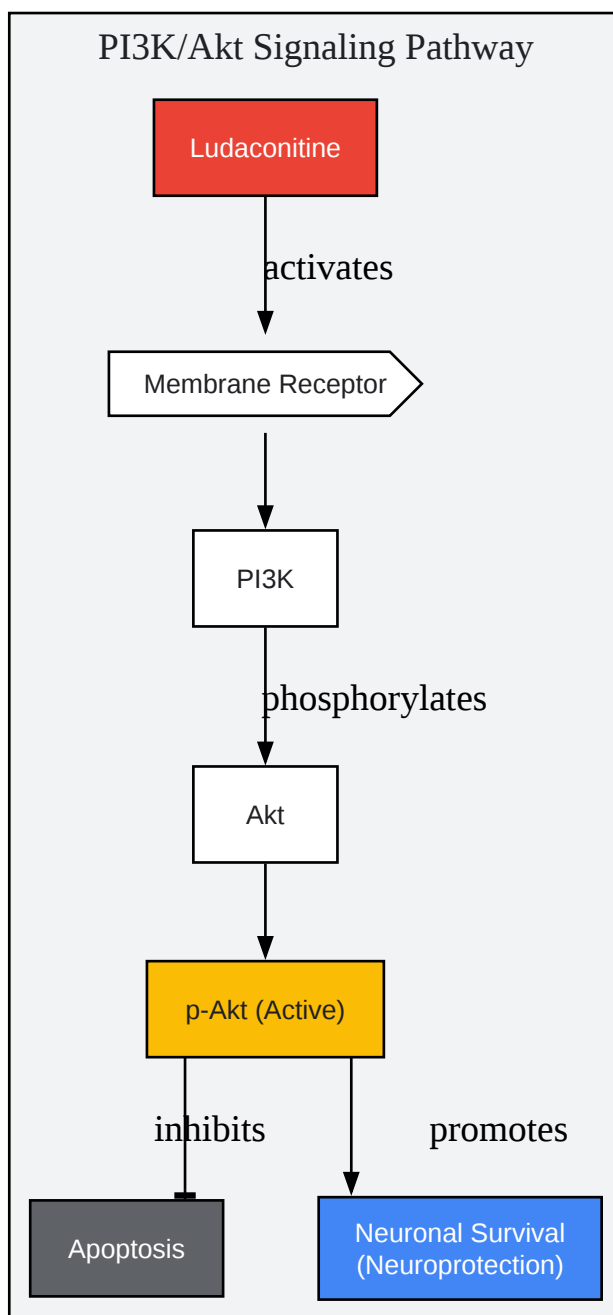 PI3K/Akt Signaling Pathway
Ludaconitine
activates
Membrane Receptor
PI3K
phosphorylates
Akt
p-Akt (Active)
inhibits
promotes
Apoptosis
Neuronal Survival
(Neuroprotection)